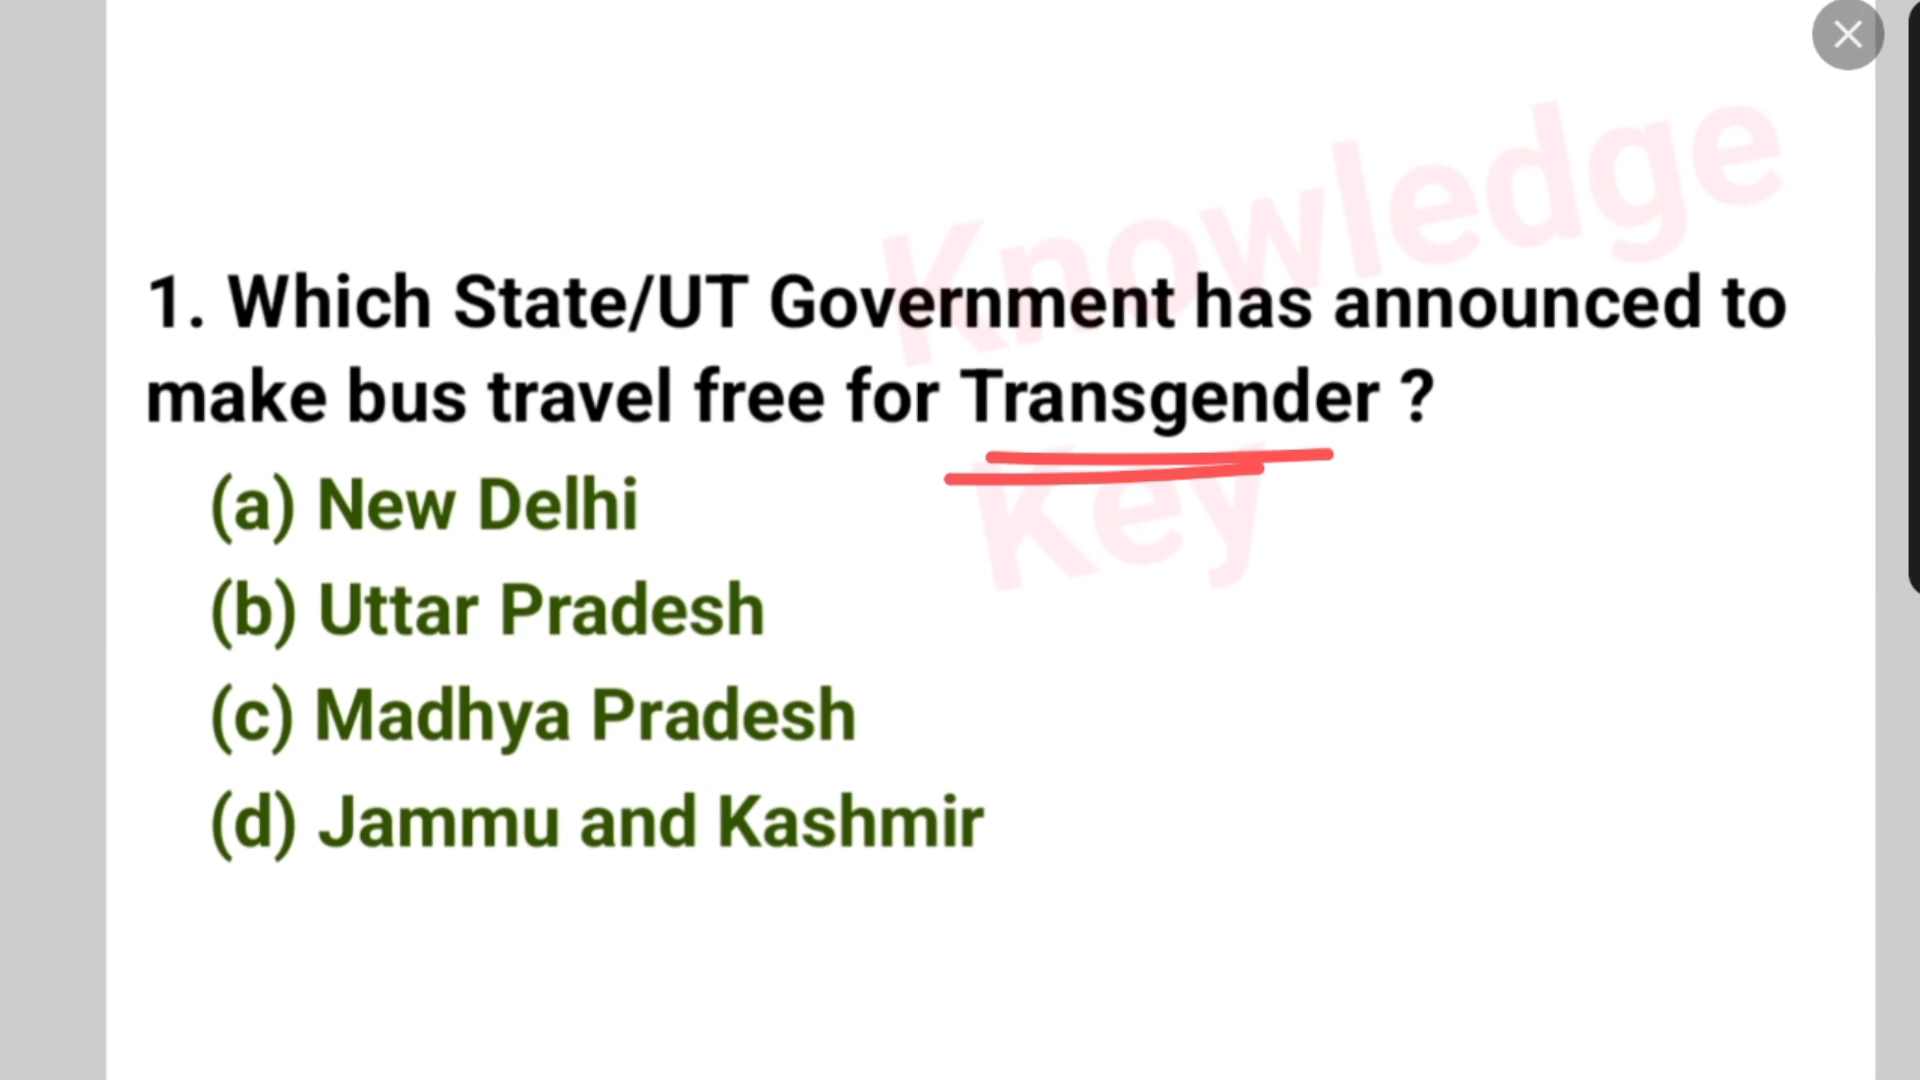 Knowledge
1. Which State/UT Government has announced to
make bus travel free for Transgender ?
Key
(a) New Delhi
(b) Uttar Pradesh
(c) Madhya Pradesh
(d) Jammu and Kashmir